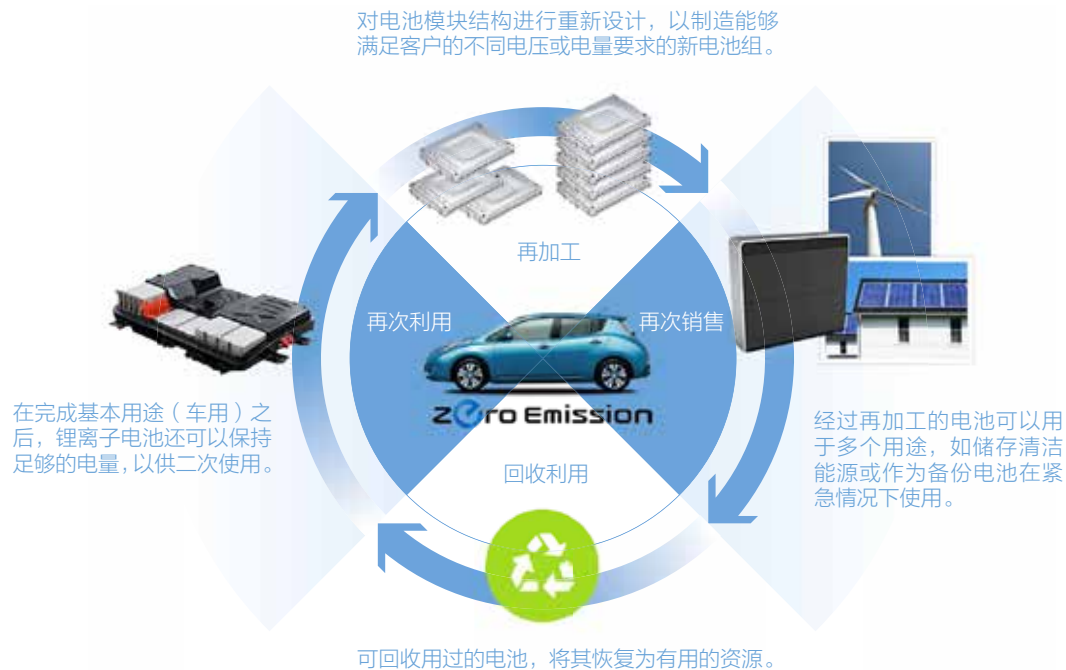 对电池模块结构进行重新设计，以制造能够
满足客户的不同电压或电量要求的新电池组。
再加工
再次利用
再次销售
Zero Emission
在完成基本用途（车用）之
后，锂离子电池还可以保持
足够的电量，以供二次使用。
经过再加工的电池可以用
于多个用途，如储存清洁
能源或作为备份电池在紧
急情况下使用。
回收利用
可回收用过的电池，将其恢复为有用的资源。